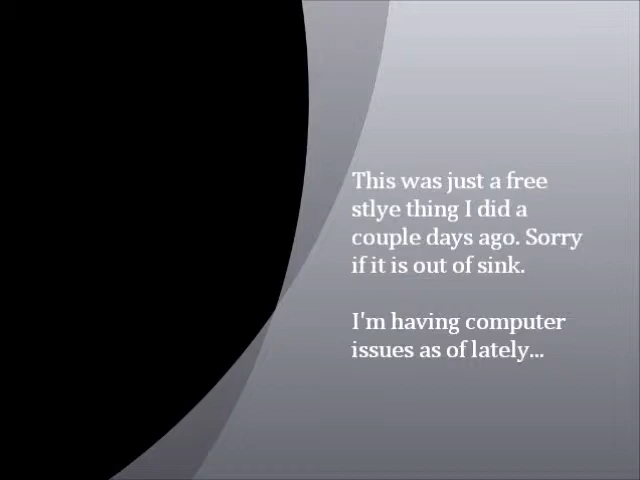 This was just a free
stlye thing I did a
couple days ago. Sorry
if it is out of sink.
I'm having computer
issues as of lately...